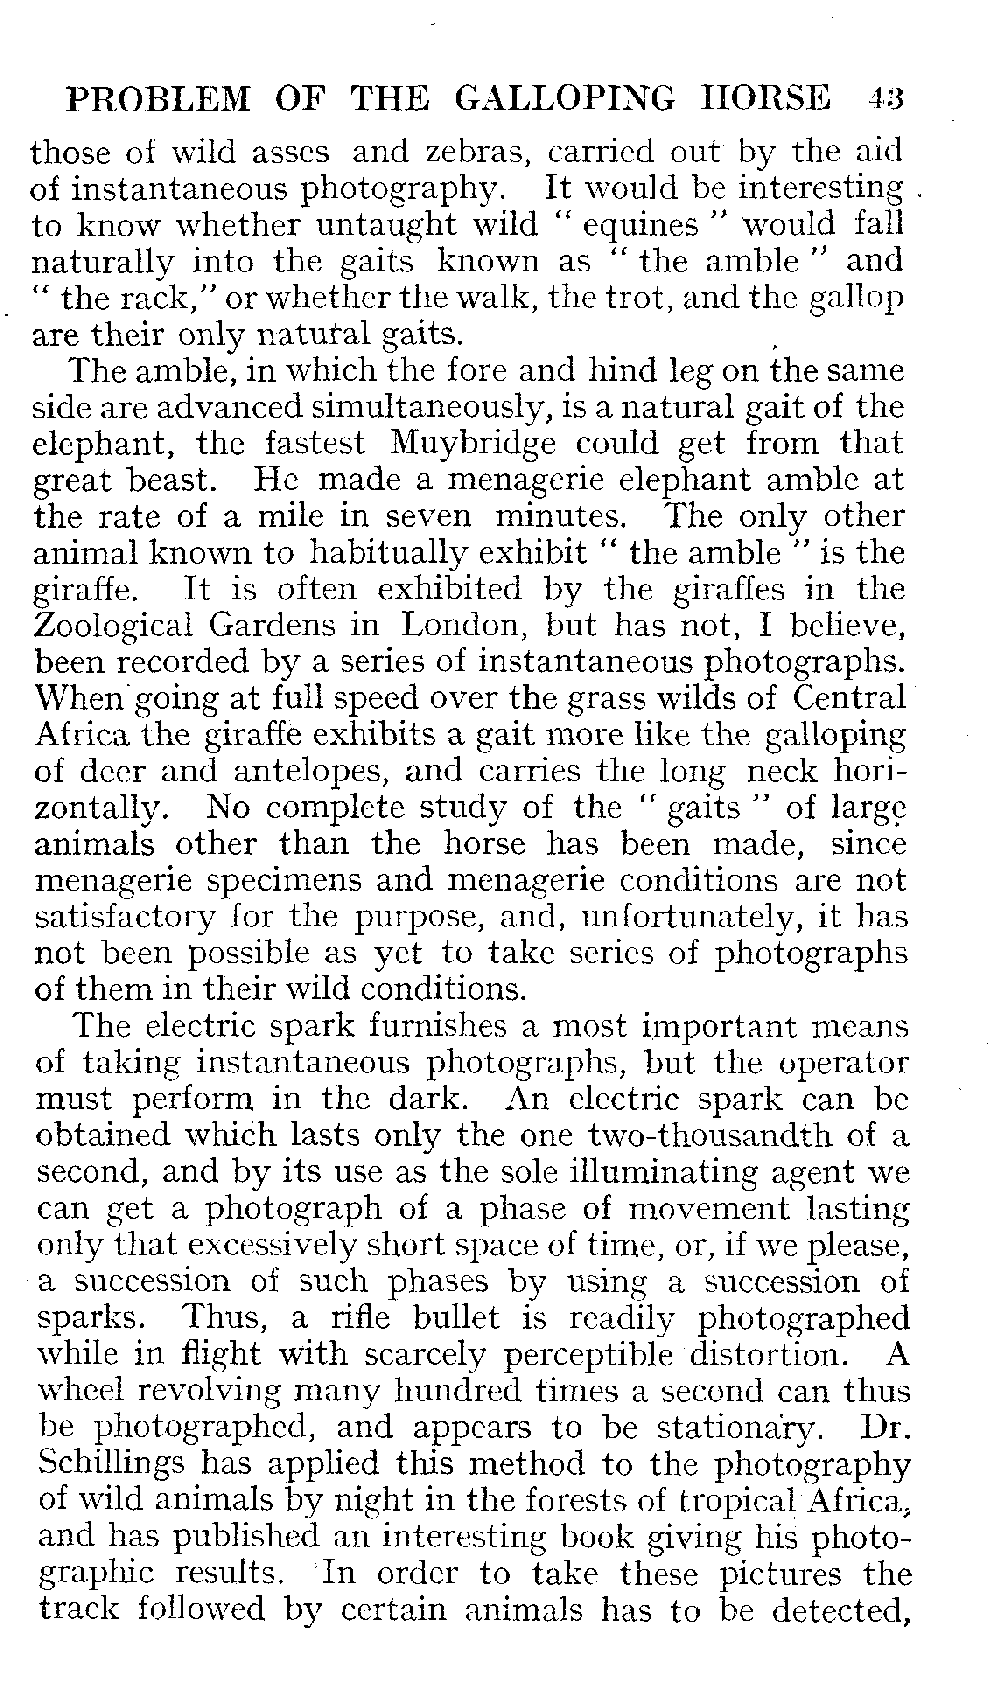 PROBLEM OF THE GALLOPING HORSE 43
those of wild asses and zebras, carried out by the aid
of instantaneous photography. It would be interesting
to know whether untaught wild “ equines ” would fall
naturally into the gaits known as “ the amble ” and
“ the rack,” or whether the walk, the trot, and the gallop
are their only natural gaits.
The amble, in which the fore and hind leg on the same
side are advanced simultaneously, is a natural gait of the
elephant, the fastest Muybridge could get from that
great beast. He made a menagerie elephant amble at
the rate of a mile in seven minutes. The only other
animal known to habitually exhibit “ the amble ” is the
giraffe. It is often exhibited by the giraffes in the
Zoological Gardens in London, but has not, I believe,
been recorded by a series of instantaneous photographs.
When going at full speed over the grass wilds of Central
Africa the giraffe exhibits a gait more like the galloping
of deer and antelopes, and carries the long neck hori-
zontally. No complete study of the “ gaits ” of large
animals other than the horse has been made, since
menagerie specimens and menagerie conditions are not
satisfactory for the purpose, and, unfortunately, it has
not been possible as yet to take series of photographs
of them in their wild conditions.
The electric spark furnishes a most important means
of taking instantaneous photographs, but the operator
must perform in the dark. An electric spark can be
obtained which lasts only the one two-thousandth of a
second, and by its use as the sole illuminating agent we
can get a photograph of a phase of movement lasting
only that excessively short space of time, or, if we please,
a succession of such phases by using a succession of
sparks. Thus, a rifle bullet is readily photographed
while in flight with scarcely perceptible distortion. A
wheel revolving many hundred times a second can thus
be photographed, and appears to be stationary. Dr.
Schillings has applied this method to the photography
of wild animals by night in the forests of tropical Africa,
and has published an interesting book giving his photo-
graphic results. In order to take these pictures the
track followed by certain animals has to be detected,